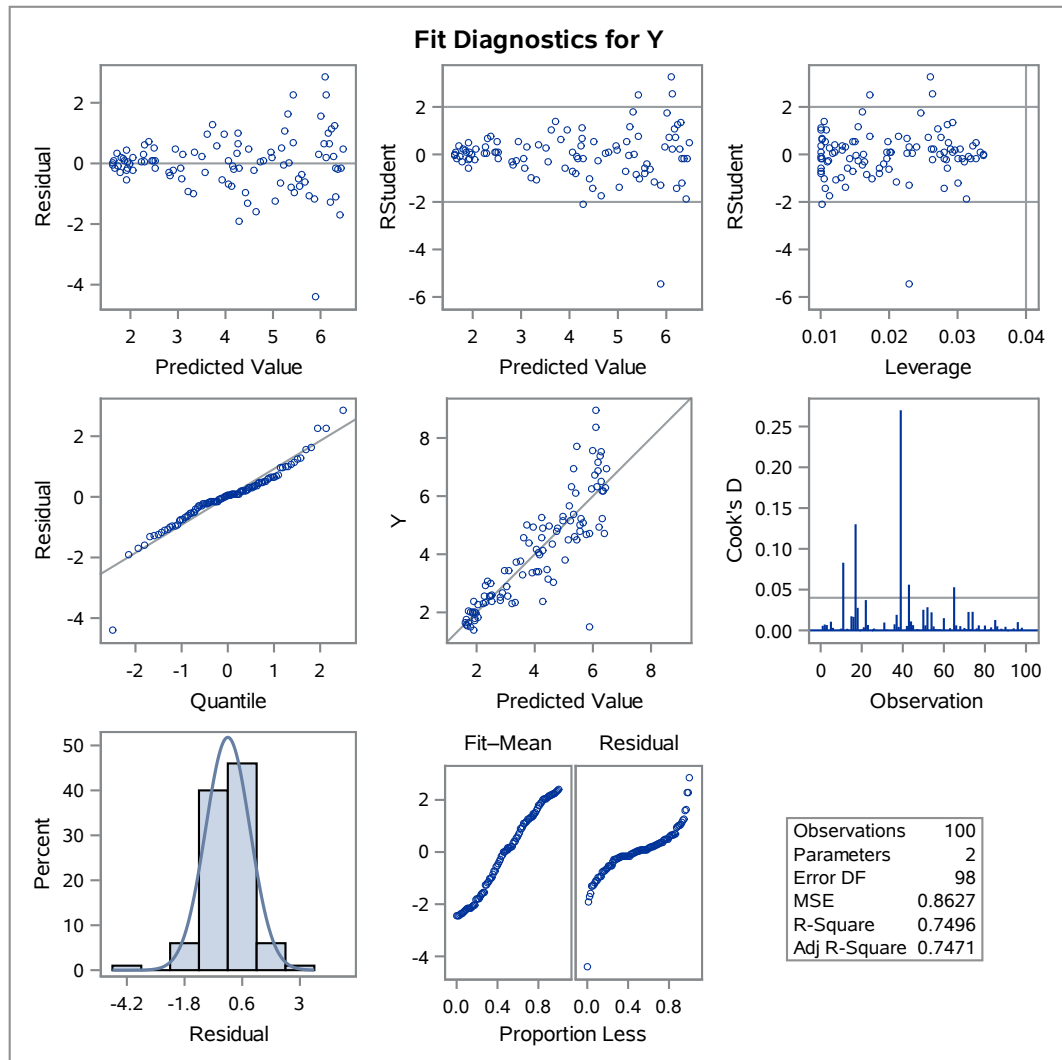 Fit Diagnostics for Y
Residual
2
0
-2
-4
2 3 4 5 6
Predicted Value
RStudent
2
0
-2
-4
-6
2 3 4 5 6
Predicted Value
RStudent
2
0
-2
-4
-6
0.01 0.02 0.03 0.04
Leverage
Residual
2
0
-2
-4
-2 -1 0 1 2
Quantile
Y
8
6
4
2
2 4 6 8
Predicted Value
Cook's D
0.25
0.20
0.15
0.10
0.05
0.00
0 20 40 60 80 100
Observation
Percent
50
40
30
20
10
0
-4.2 -1.8 0.6 3
Residual
Fit–Mean Residual
2
0
-2
-4
0.0 0.4 0.8 0.0 0.4 0.8
Proportion Less
Observations 100
Parameters 2
Error DF 98
MSE 0.8627
R-Square 0.7496
Adj R-Square 0.7471